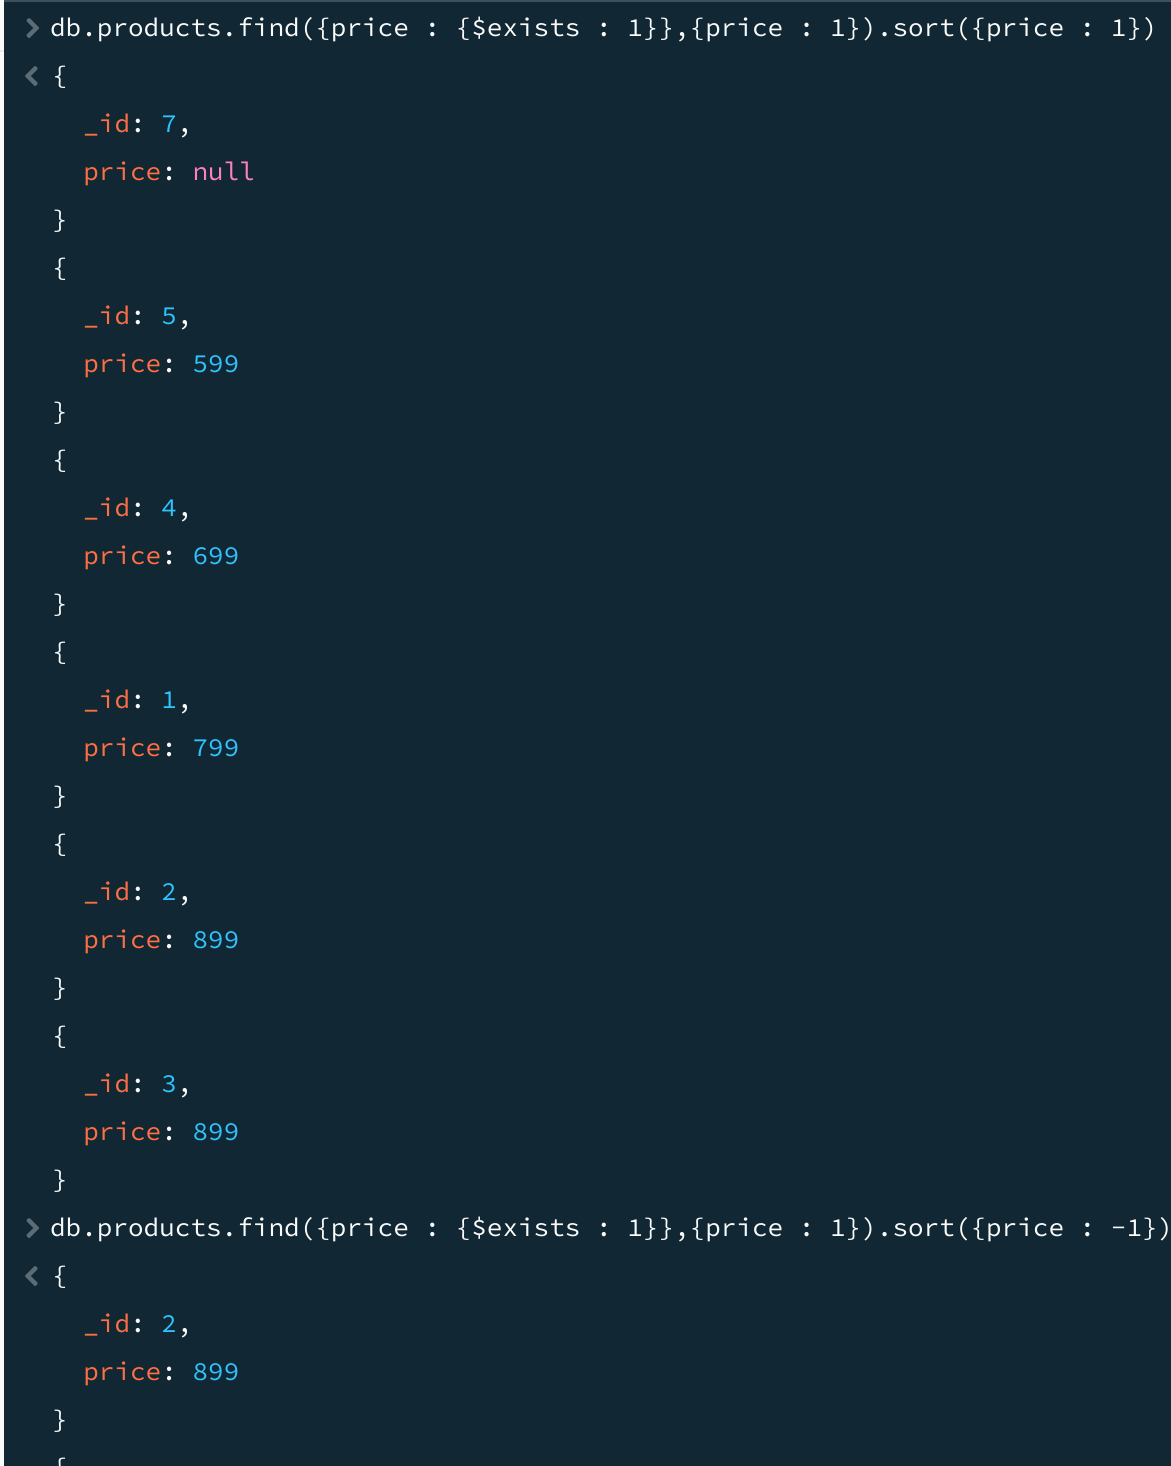 > db.products.find({price : {$exists : 1}},{price : 1}).sort({price : 1})
< {
_id: 7,
price: null
}
{
_id: 5,
price: 599
}
{
_id: 4,
price: 699
}
{
_id: 1,
price: 799
}
{
_id: 2,
price: 899
}
{
_id: 3,
price: 899
}
> db.products.find({price : {$exists : 1}},{price : 1}).sort({price : -1})
< {
_id: 2,
price: 899
}
{